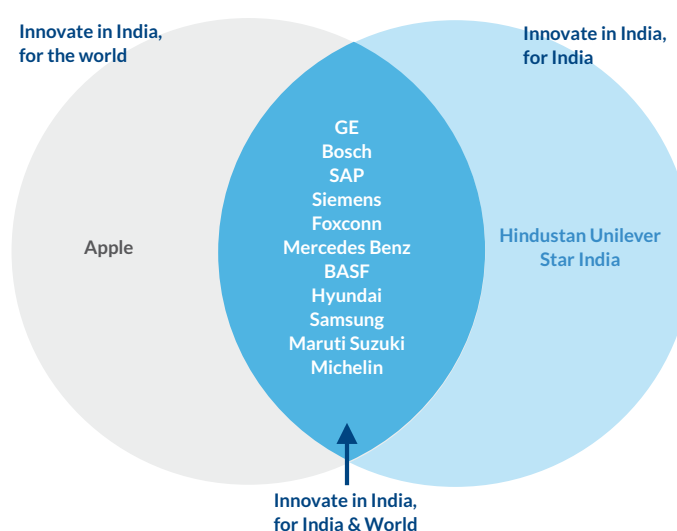 Innovate in India,
for the world
Innovate in India,
for India
GE
Bosch
SAP
Siemens
Foxconn
Mercedes Benz
BASF
Hyundai
Samsung
Maruti Suzuki
Michelin
Apple
Hindustan Unilever
Star India
Innovate in India,
for India & World